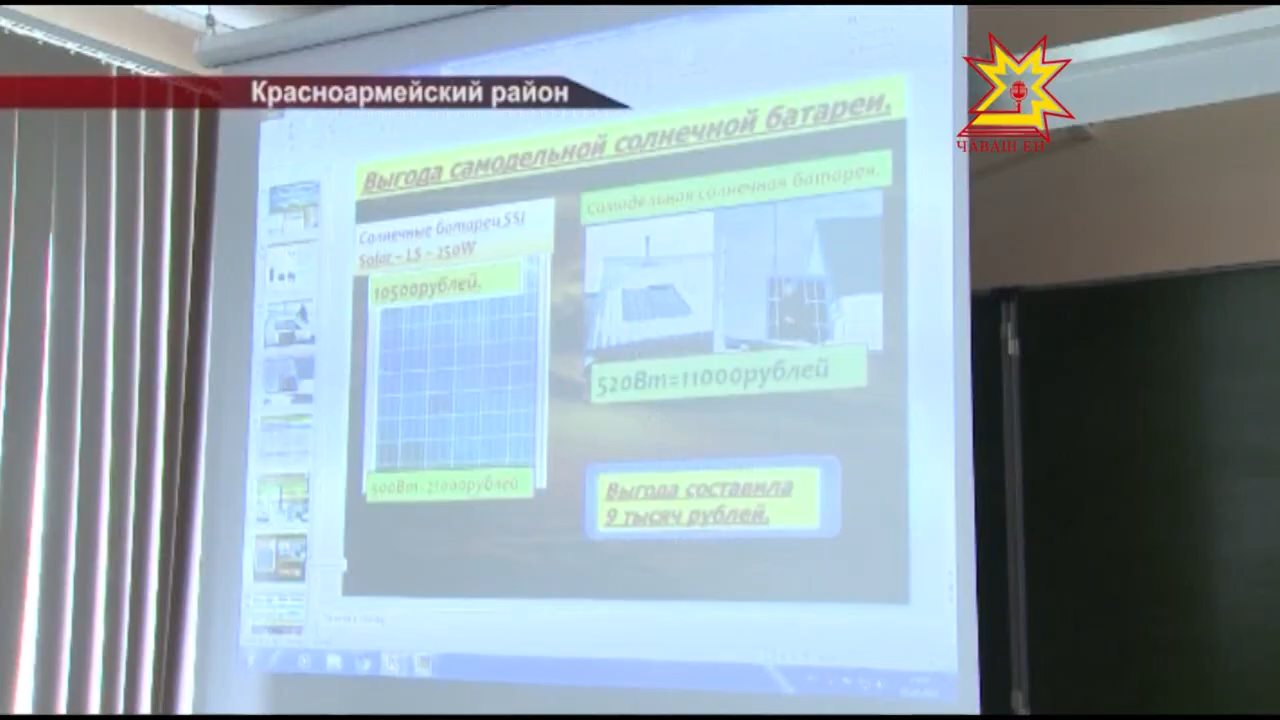 Красноармейский район
ЧĂВАШ ЕН
Выгода самодельной солнечной батареи.
Солнечные батареи SSI
Solar – LS – 250W
10500рублей.
500Вт=21000рублей
Самодельная солнечная батарея.
520Вт=11000рублей
Выгода составила
9 тысяч рублей.